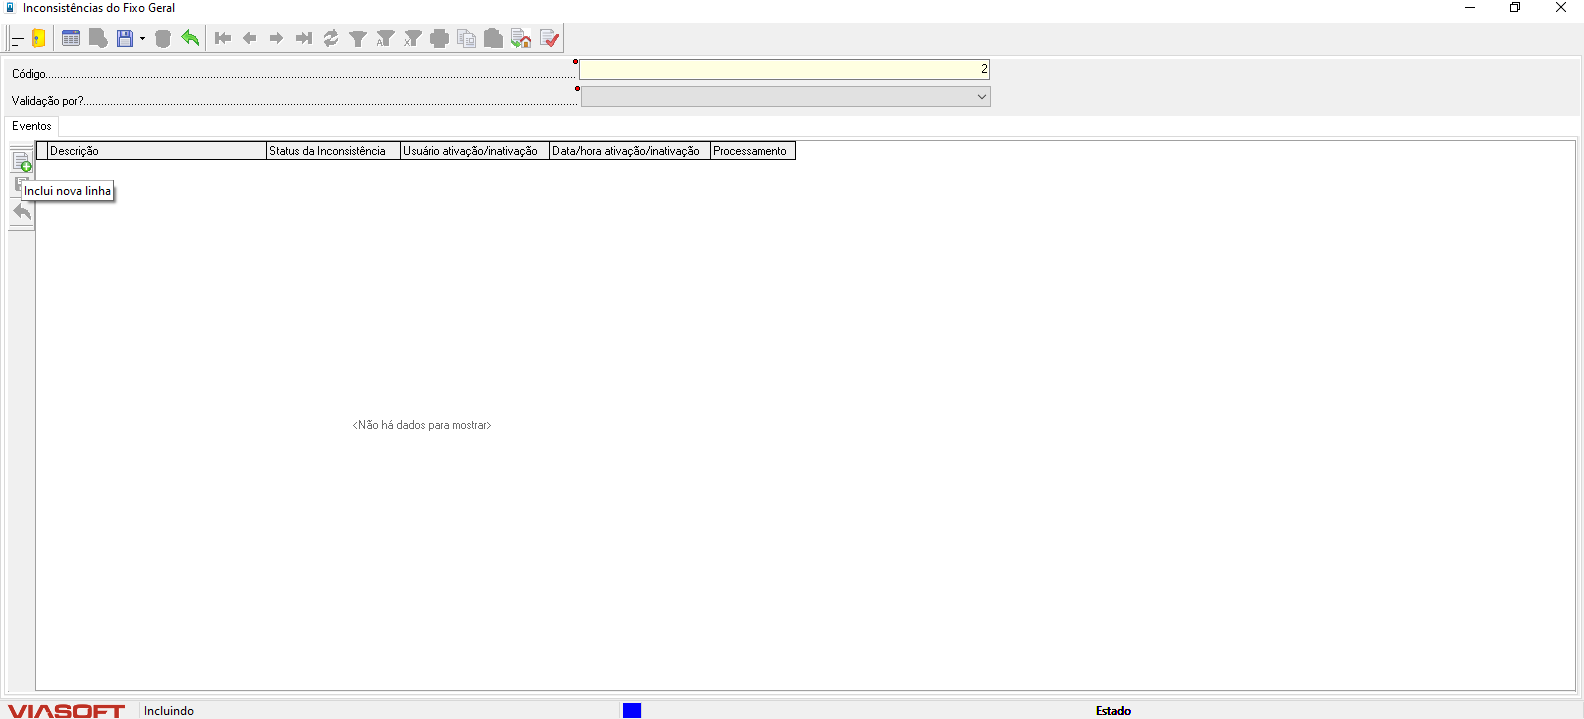 Inconsistências do Fixo Geral
Código
2
Validação por?
Eventos
Descrição Status da Inconsistência Usuário ativação/inativação Data/hora ativação/inativação Processamento
Inclui nova linha
<Não há dados para mostrar>
VIASOFT Incluindo Estado